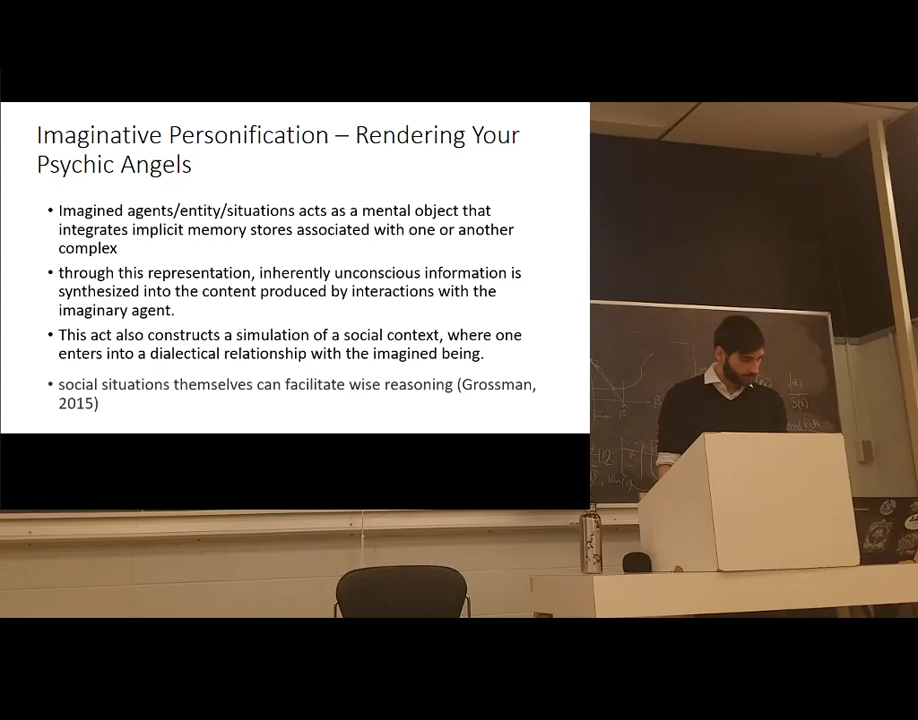 Imaginative Personification – Rendering Your
Psychic Angels
• Imagined agents/entity/situations acts as a mental object that
integrates implicit memory stores associated with one or another
complex
• through this representation, inherently unconscious information is
synthesized into the content produced by interactions with the
imaginary agent.
• This act also constructs a simulation of a social context, where one
enters into a dialectical relationship with the imagined being.
• social situations themselves can facilitate wise reasoning (Grossman,
2015)